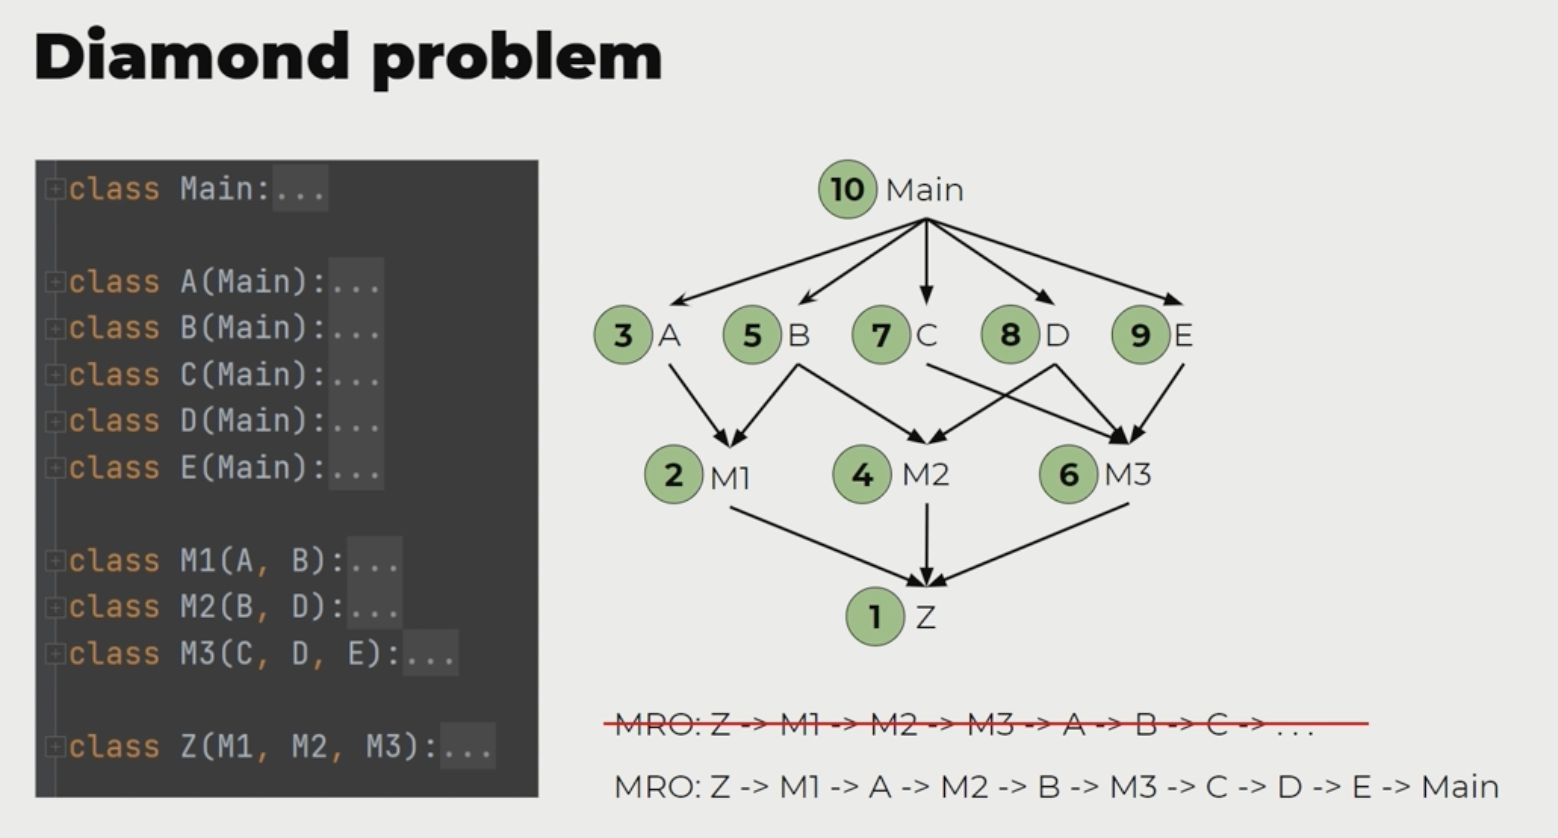 Diamond problem
class Main:...
class A(Main):...
class B(Main):...
class C(Main):...
class D(Main):...
class E(Main):...
class M1(A, B):...
class M2(B, D):...
class M3(C, D, E):...
class Z(M1, M2, M3):...
10 Main
3 A 5 B 7 C 8 D 9 E
2 M1 4 M2 6 M3
1 Z
MRO: Z -> M1 -> M2 -> M3 -> A -> B -> C -> ...
MRO: Z -> M1 -> A -> M2 -> B -> M3 -> C -> D -> E -> Main